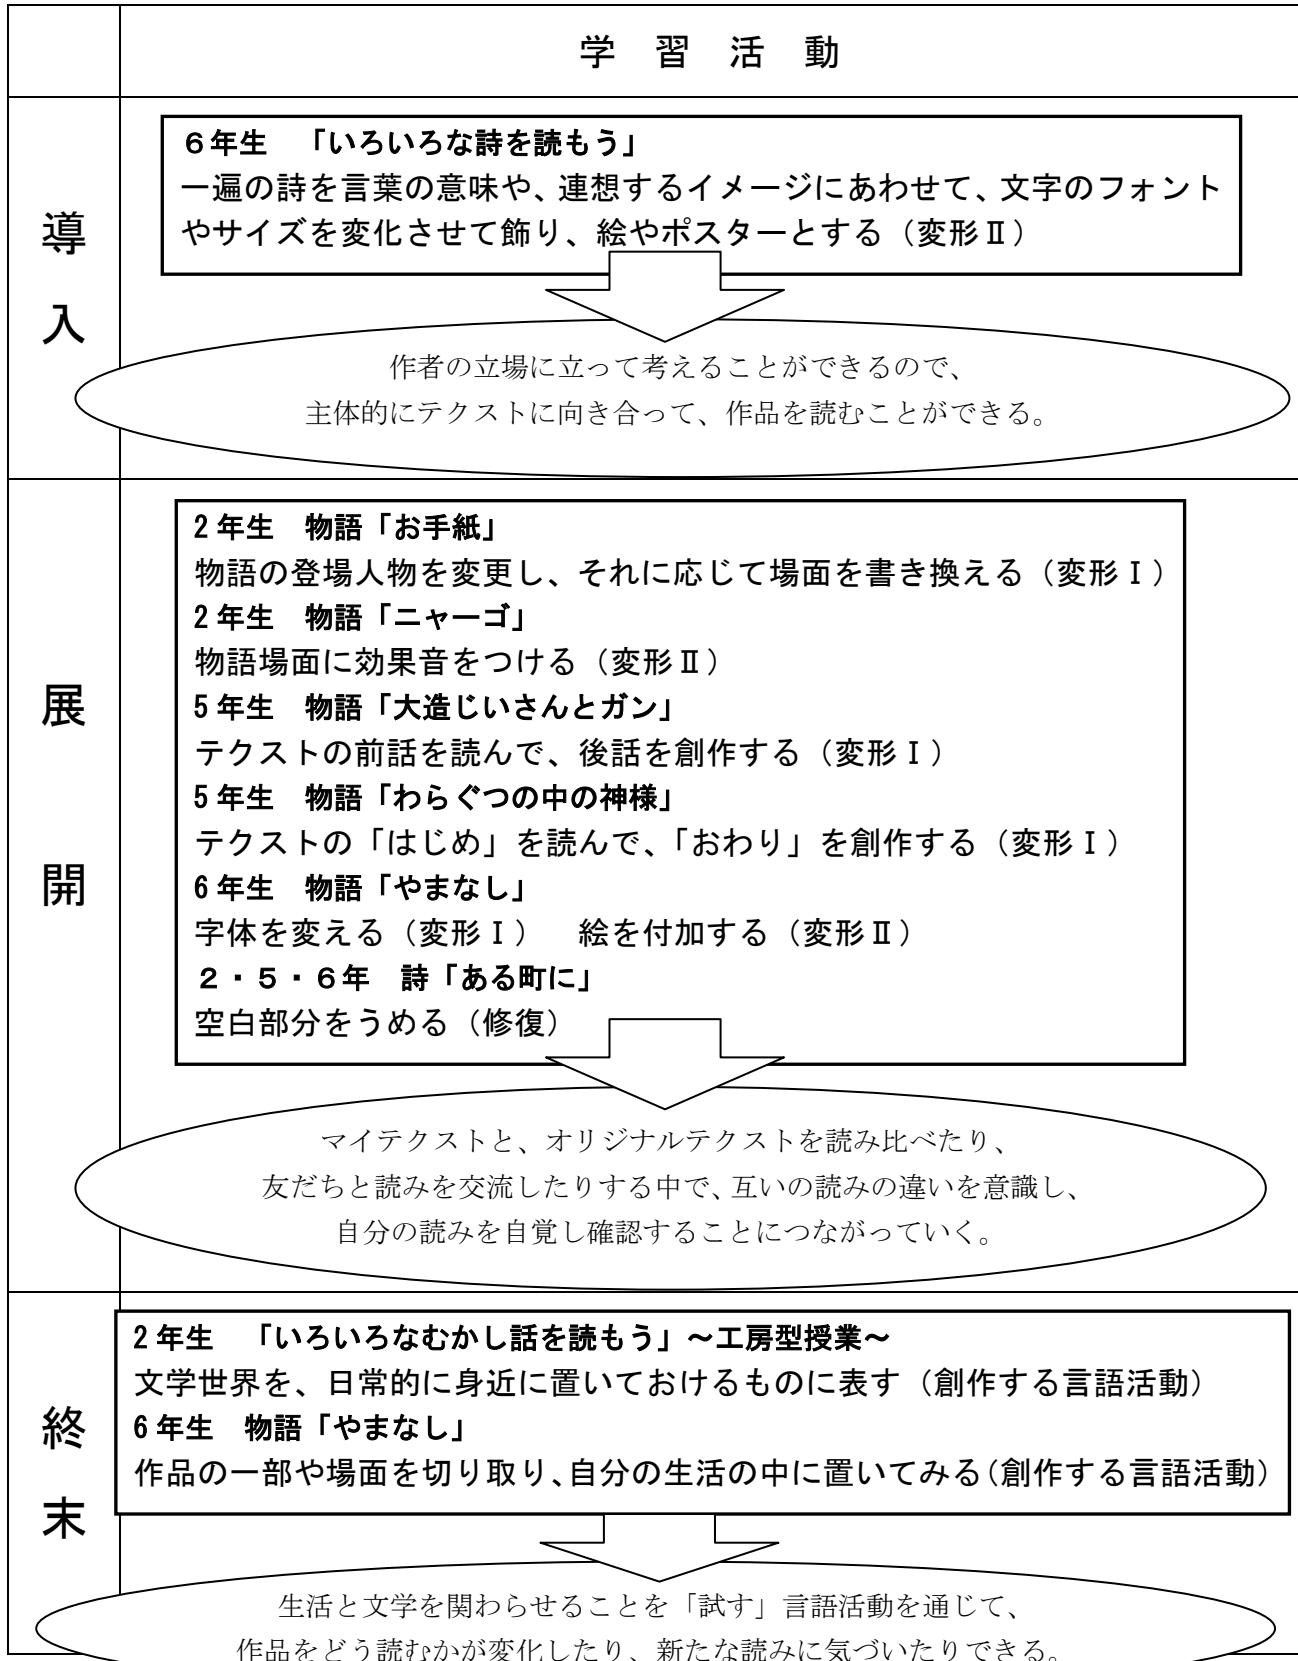 学 習 活 動
導
入
６年生　「いろいろな詩を読もう」
一遍の詩を言葉の意味や、連想するイメージにあわせて、文字のフォント
やサイズを変化させて飾り、絵やポスターとする（変形Ⅱ）
作者の立場に立って考えることができるので、
主体的にテクストに向き合って、作品を読むことができる。
展
開
2年生　物語「お手紙」
物語の登場人物を変更し、それに応じて場面を書き換える（変形Ⅰ）
2年生　物語「ニャーゴ」
物語場面に効果音をつける（変形Ⅱ）
5年生　物語「大造じいさんとガン」
テクストの前話を読んで、後話を創作する（変形Ⅰ）
5年生　物語「わらぐつの中の神様」
テクストの「はじめ」を読んで、「おわり」を創作する（変形Ⅰ）
6年生　物語「やまなし」
字体を変える（変形Ⅰ）　絵を付加する（変形Ⅱ）
２・５・６年　詩「ある町に」
空白部分をうめる（修復）
マイテクストと、オリジナルテクストを読み比べたり、
友だちと読みを交流したりする中で、互いの読みの違いを意識し、
自分の読みを自覚し確認することにつながっていく。
終
末
2年生　「いろいろなむかし話を読もう」～工房型授業～
文学世界を、日常的に身近に置いておけるものに表す（創作する言語活動）
6年生　物語「やまなし」
作品の一部や場面を切り取り、自分の生活の中に置いてみる（創作する言語活動）
生活と文学を関わらせることを「試す」言語活動を通じて、
作品をどう読むかが変化したり、新たな読みに気づいたりできる。